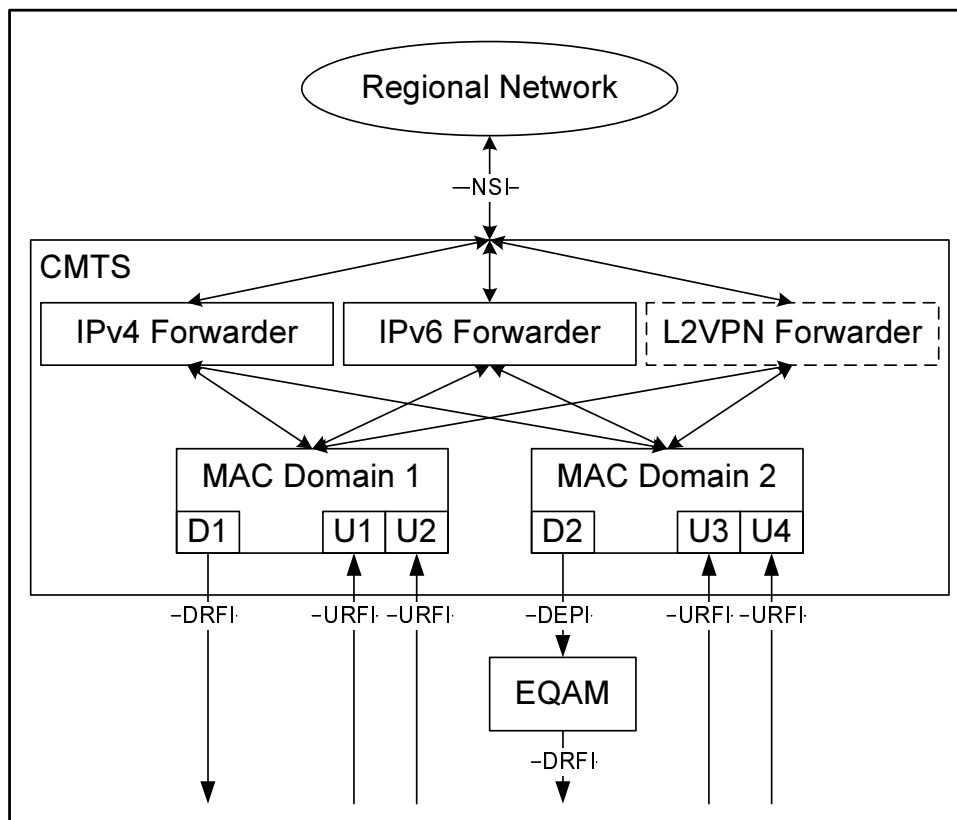 Regional Network
NSI
CMTS
IPv4 Forwarder
IPv6 Forwarder
L2VPN Forwarder
MAC Domain 1
MAC Domain 2
D1
U1
U2
D2
U3
U4
DRFI
URFI
URFI
DEPI
URFI
URFI
EQAM
DRFI